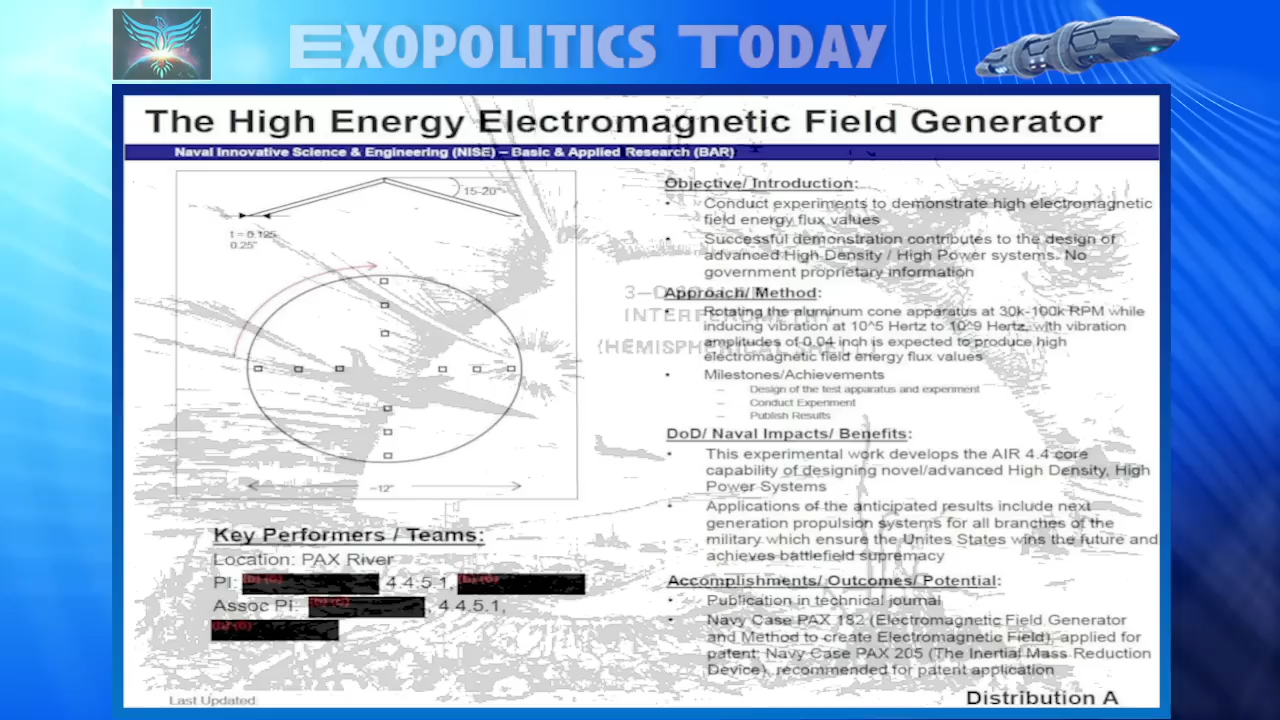 EXOPOLITICS TODAY
The High Energy Electromagnetic Field Generator
Naval Innovative Science & Engineering (NISE) – Basic & Applied Research (BAR)
15-20°
t = 0.125
0.25"
~12"
Key Performers / Teams:
Location: PAX River
PI: (b) (6) 4.4.5.1, (b) (6)
Assoc PI: (b) (6) 4.4.5.1,
(b) (6)
Last Updated
Objective/ Introduction:
• Conduct experiments to demonstrate high electromagnetic
field energy flux values
• Successful demonstration contributes to the design of
advanced High Density / High Power systems. No
government proprietary information
Approach/ Method:
• Rotating the aluminum cone apparatus at 30k-100k RPM while
inducing vibration at 10^5 Hertz to 10^9 Hertz, with vibration
amplitudes of 0.04 inch is expected to produce high
electromagnetic field energy flux values
• Milestones/Achievements
– Design of the test apparatus and experiment
– Conduct Experiment
– Publish Results
DoD/ Naval Impacts/ Benefits:
• This experimental work develops the AIR 4.4 core
capability of designing novel/advanced High Density, High
Power Systems
• Applications of the anticipated results include next
generation propulsion systems for all branches of the
military which ensure the Unites States wins the future and
achieves battlefield supremacy
Accomplishments/ Outcomes/ Potential:
• Publication in technical journal
• Navy Case PAX 182 (Electromagnetic Field Generator
and Method to create Electromagnetic Field), applied for
patent; Navy Case PAX 205 (The Inertial Mass Reduction
Device), recommended for patent application
Distribution A